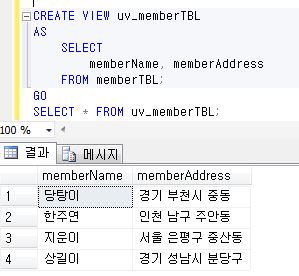 CREATE VIEW uv_memberTBL
AS
SELECT
memberName, memberAddress
FROM memberTBL;
GO
SELECT * FROM uv_memberTBL;
100 %
결과 메시지
memberName memberAddress
1 당탕이 경기 부천시 중동
2 한주연 인천 남구 주안동
3 지운이 서울 은평구 중산동
4 상길이 경기 성남시 분당구